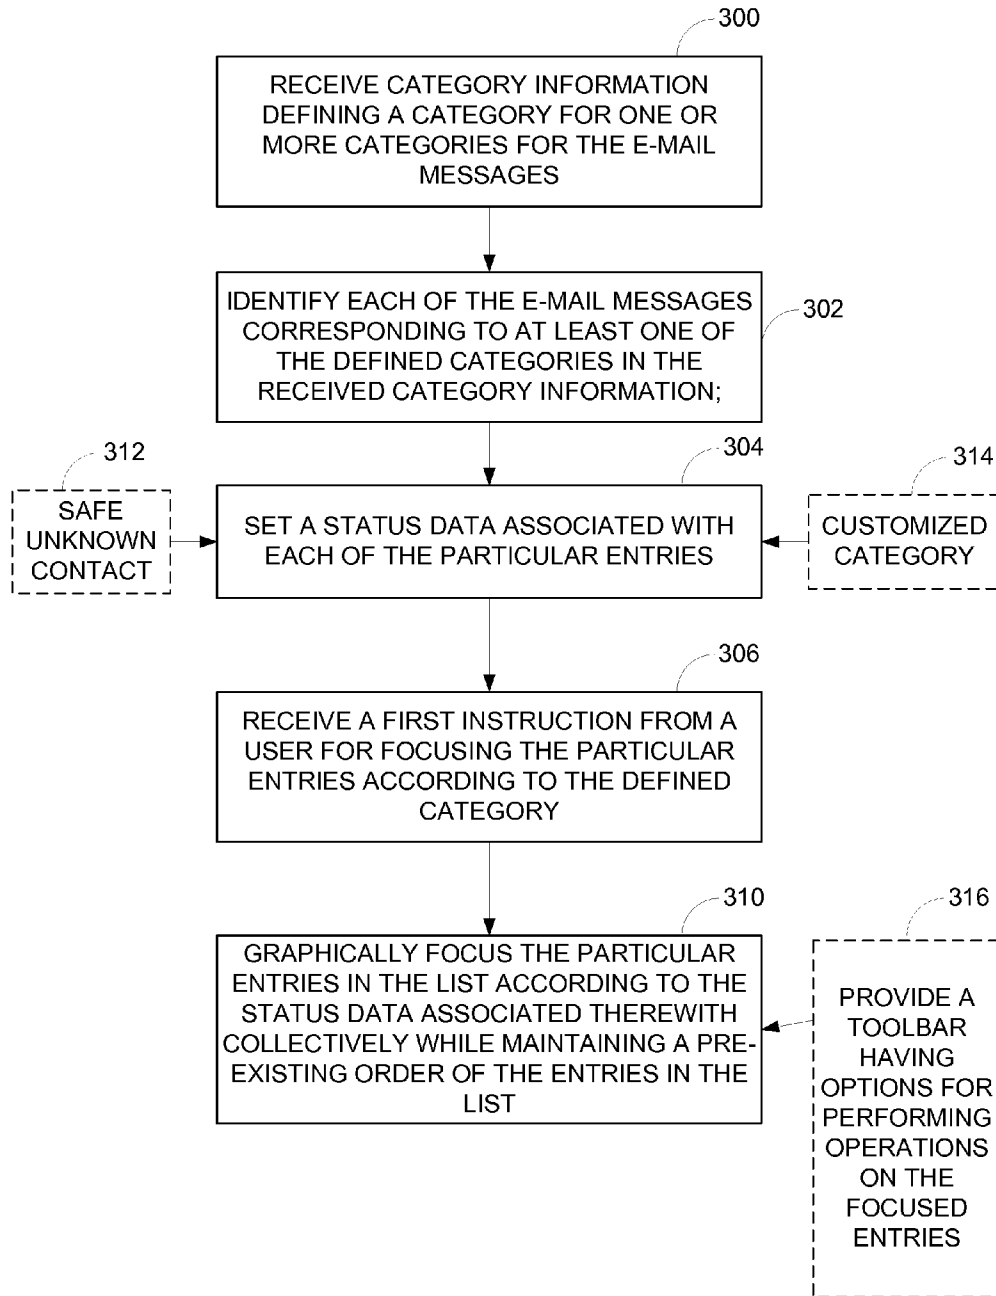 300
RECEIVE CATEGORY INFORMATION
DEFINING A CATEGORY FOR ONE OR
MORE CATEGORIES FOR THE E-MAIL
MESSAGES
IDENTIFY EACH OF THE E-MAIL MESSAGES
CORRESPONDING TO AT LEAST ONE OF
THE DEFINED CATEGORIES IN THE
RECEIVED CATEGORY INFORMATION;
302
312
SAFE
UNKNOWN
CONTACT
304
SET A STATUS DATA ASSOCIATED WITH
EACH OF THE PARTICULAR ENTRIES
314
CUSTOMIZED
CATEGORY
306
RECEIVE A FIRST INSTRUCTION FROM A
USER FOR FOCUSING THE PARTICULAR
ENTRIES ACCORDING TO THE DEFINED
CATEGORY
310
GRAPHICALLY FOCUS THE PARTICULAR
ENTRIES IN THE LIST ACCORDING TO THE
STATUS DATA ASSOCIATED THEREWITH
COLLECTIVELY WHILE MAINTAINING A PRE-
EXISTING ORDER OF THE ENTRIES IN THE
LIST
316
PROVIDE A
TOOLBAR
HAVING
OPTIONS FOR
PERFORMING
OPERATIONS
ON THE
FOCUSED
ENTRIES